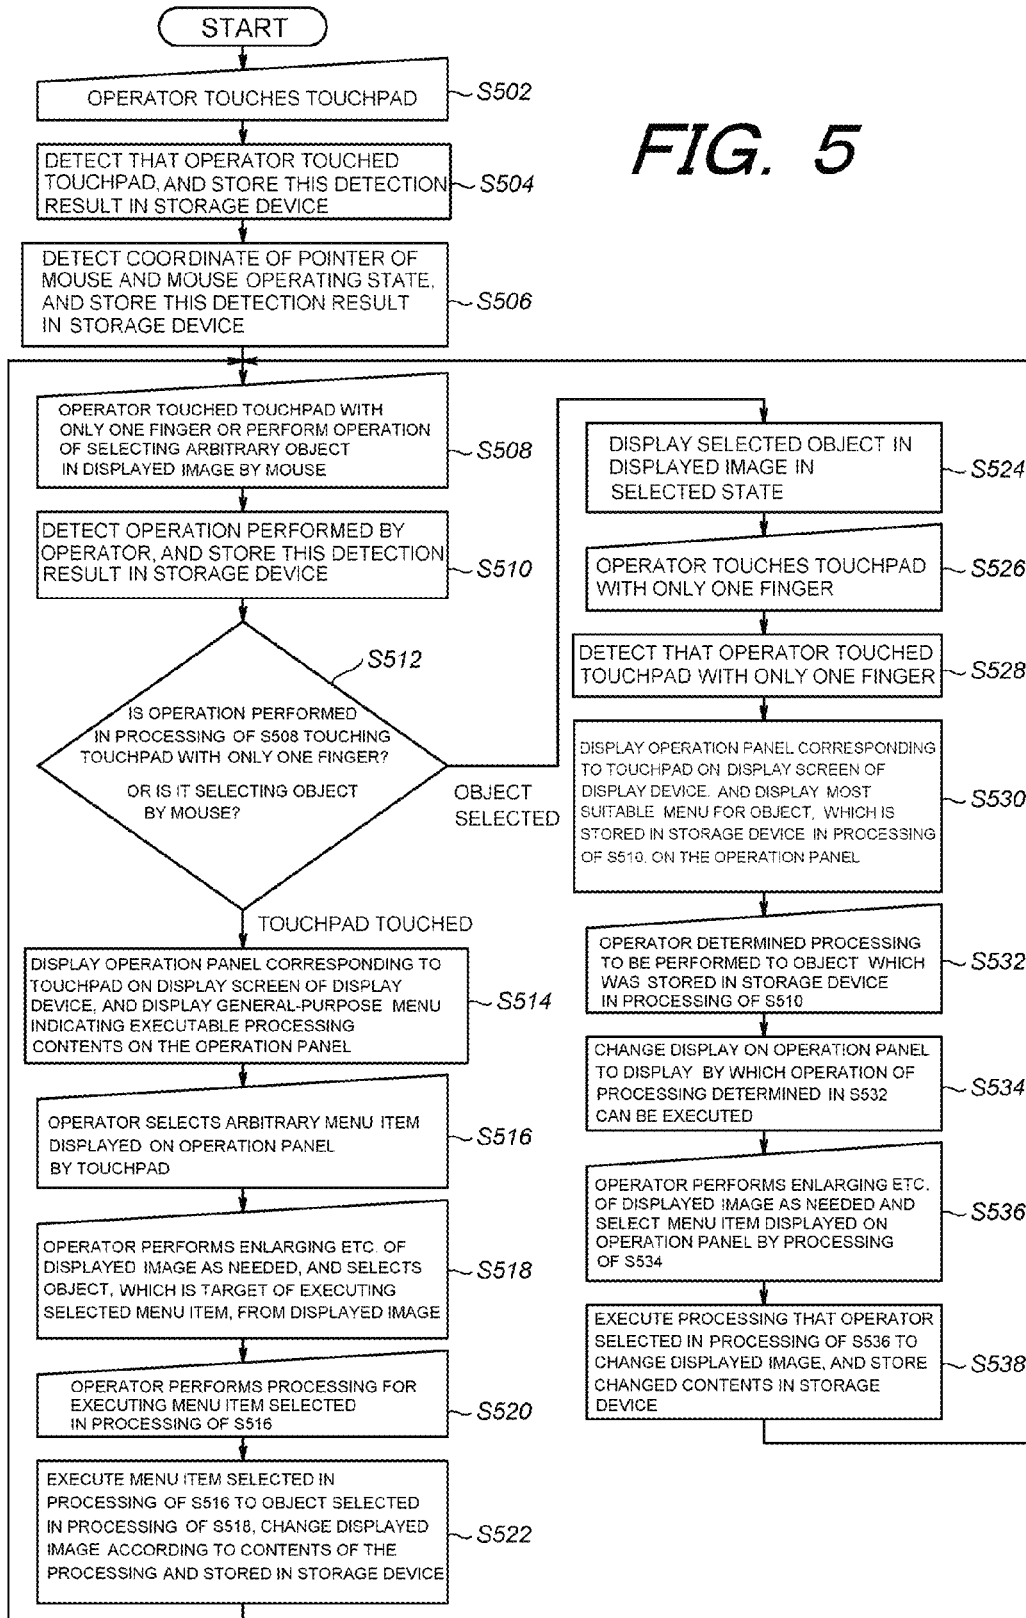 START
OPERATOR TOUCHES TOUCHPAD
S502
FIG. 5
DETECT THAT OPERATOR TOUCHED
TOUCHPAD, AND STORE THIS DETECTION
RESULT IN STORAGE DEVICE
S504
DETECT COORDINATE OF POINTER OF
MOUSE AND MOUSE OPERATING STATE,
AND STORE THIS DETECTION RESULT
IN STORAGE DEVICE
S506
OPERATOR TOUCHED TOUCHPAD WITH
ONLY ONE FINGER OR PERFORM OPERATION
OF SELECTING ARBITRARY OBJECT
IN DISPLAYED IMAGE BY MOUSE
S508
DETECT OPERATION PERFORMED BY
OPERATOR, AND STORE THIS DETECTION
RESULT IN STORAGE DEVICE
S510
S512
IS OPERATION PERFORMED
IN PROCESSING OF S508 TOUCHING
TOUCHPAD WITH ONLY ONE FINGER?
OR IS IT SELECTING OBJECT
BY MOUSE?
OBJECT
SELECTED
TOUCHPAD TOUCHED
DISPLAY OPERATION PANEL CORRESPONDING TO
TOUCHPAD ON DISPLAY SCREEN OF DISPLAY
DEVICE, AND DISPLAY GENERAL-PURPOSE MENU
INDICATING EXECUTABLE PROCESSING
CONTENTS ON THE OPERATION PANEL
S514
OPERATOR SELECTS ARBITRARY MENU ITEM
DISPLAYED ON OPERATION PANEL
BY TOUCHPAD
S516
OPERATOR PERFORMS ENLARGING ETC. OF
DISPLAYED IMAGE AS NEEDED, AND SELECTS
OBJECT, WHICH IS TARGET OF EXECUTING
SELECTED MENU ITEM, FROM DISPLAYED IMAGE
S518
OPERATOR PERFORMS PROCESSING FOR
EXECUTING MENU ITEM SELECTED
IN PROCESSING OF S516
S520
EXECUTE MENU ITEM SELECTED IN
PROCESSING OF S516 TO OBJECT SELECTED
IN PROCESSING OF S518, CHANGE DISPLAYED
IMAGE ACCORDING TO CONTENTS OF THE
PROCESSING AND STORED IN STORAGE DEVICE
S522
DISPLAY SELECTED OBJECT IN
DISPLAYED IMAGE IN
SELECTED STATE
S524
OPERATOR TOUCHES TOUCHPAD
WITH ONLY ONE FINGER
S526
DETECT THAT OPERATOR TOUCHED
TOUCHPAD WITH ONLY ONE FINGER
S528
DISPLAY OPERATION PANEL CORRESPONDING
TO TOUCHPAD ON DISPLAY SCREEN OF
DISPLAY DEVICE, AND DISPLAY MOST
SUITABLE MENU FOR OBJECT, WHICH IS
STORED IN STORAGE DEVICE IN PROCESSING
OF S510, ON THE OPERATION PANEL
S530
OPERATOR DETERMINED PROCESSING
TO BE PERFORMED TO OBJECT WHICH
WAS STORED IN STORAGE DEVICE
IN PROCESSING OF S510
S532
CHANGE DISPLAY ON OPERATION PANEL
TO DISPLAY BY WHICH OPERATION OF
PROCESSING DETERMINED IN S532
CAN BE EXECUTED
S534
OPERATOR PERFORMS ENLARGING ETC.
OF DISPLAYED IMAGE AS NEEDED AND
SELECT MENU ITEM DISPLAYED ON
OPERATION PANEL BY PROCESSING
OF S534
S536
EXECUTE PROCESSING THAT OPERATOR
SELECTED IN PROCESSING OF S536 TO
CHANGE DISPLAYED IMAGE, AND STORE
CHANGED CONTENTS IN STORAGE
DEVICE
S538